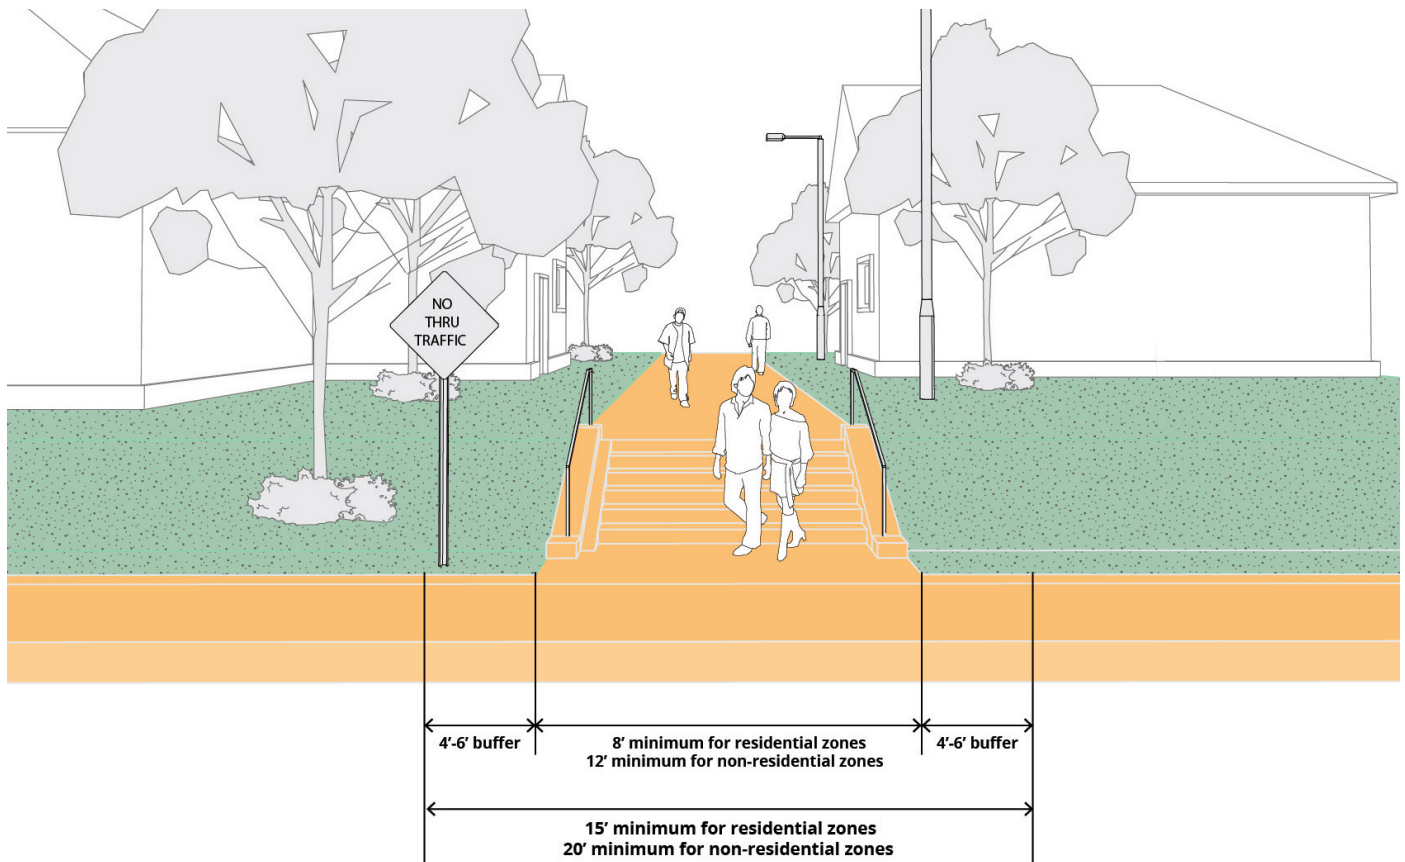 NO
THRU
TRAFFIC
4’-6’ buffer
8’ minimum for residential zones
12’ minimum for non-residential zones
4’-6’ buffer
15’ minimum for residential zones
20’ minimum for non-residential zones